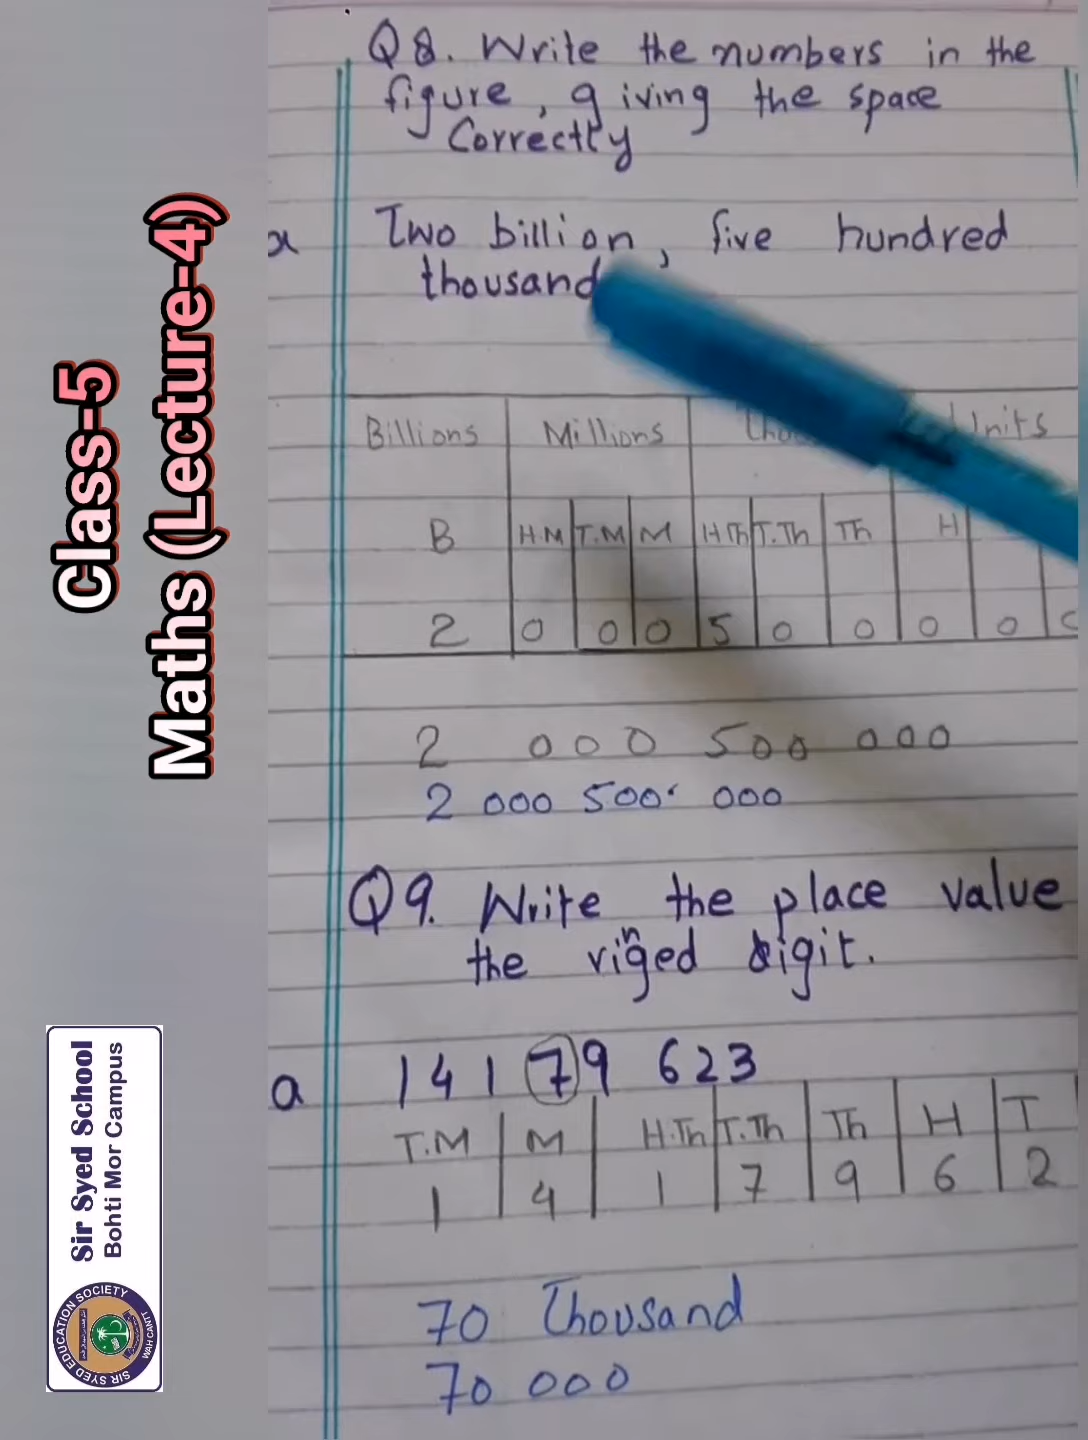 Class-5
Maths (Lecture-4)
Sir Syed School
Bohti Mor Campus
SIR SYED EDUCATION SOCIETY
WAH CANTT
Q8. Write the numbers in the
figure, giving the space
Correctly
a Two billion, five hundred
thousand
Billions Millions Units
B H.M T.M M H.Th T.Th Th H
2 0 0 0 5 0 0 0 0
2 000 500 000
2 000 500 000
Q9. Write the place value
the ringed digit.
a 141 79 623
T.M M H.Th T.Th Th H T
1 4 1 7 9 6 2
70 Thousand
70 000